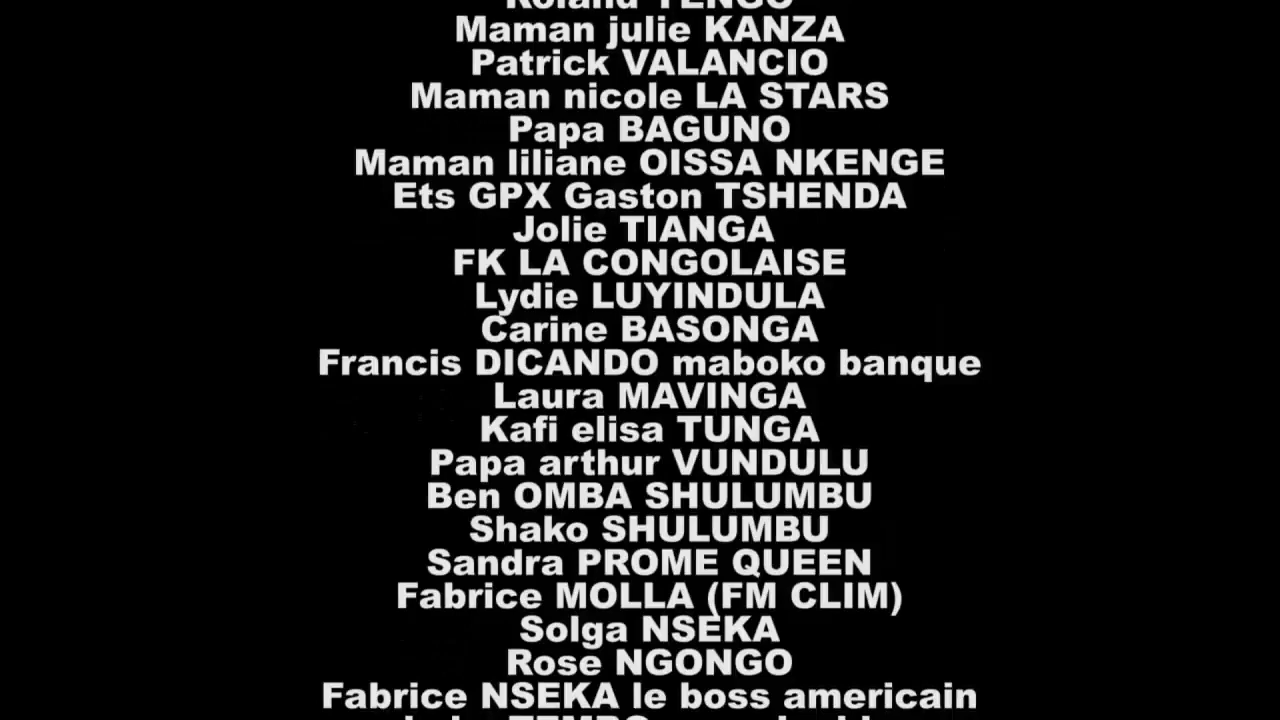 Roland TENGO
Maman julie KANZA
Patrick VALANCIO
Maman nicole LA STARS
Papa BAGUNO
Maman liliane OISSA NKENGE
Ets GPX Gaston TSHENDA
Jolie TIANGA
FK LA CONGOLAISE
Lydie LUYINDULA
Carine BASONGA
Francis DICANDO maboko banque
Laura MAVINGA
Kafi elisa TUNGA
Papa arthur VUNDULU
Ben OMBA SHULUMBU
Shako SHULUMBU
Sandra PROME QUEEN
Fabrice MOLLA (FM CLIM)
Solga NSEKA
Rose NGONGO
Fabrice NSEKA le boss americain
TEMBO